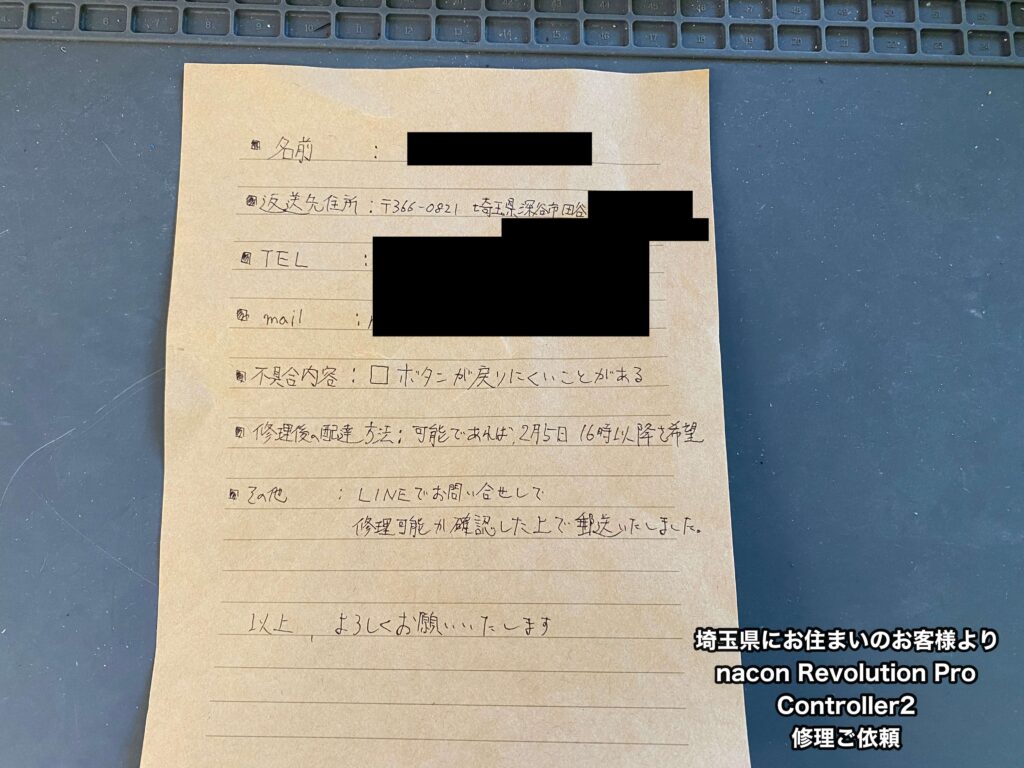 ▪名前 :
▪返送先住所 : 〒366-0821 埼玉県深谷市田谷
▪TEL :
▪mail :
▪不具合内容 : □ボタンが戻りにくいことがある
▪修理後の配達方法 : 可能であれば、2月5日 16時以降を希望
▪その他 : LINEでお問い合せして
修理可能か確認した上で郵送いたしました。
以上、よろしくお願いいたします
埼玉県にお住まいのお客様より
nacon Revolution Pro
Controller2
修理ご依頼